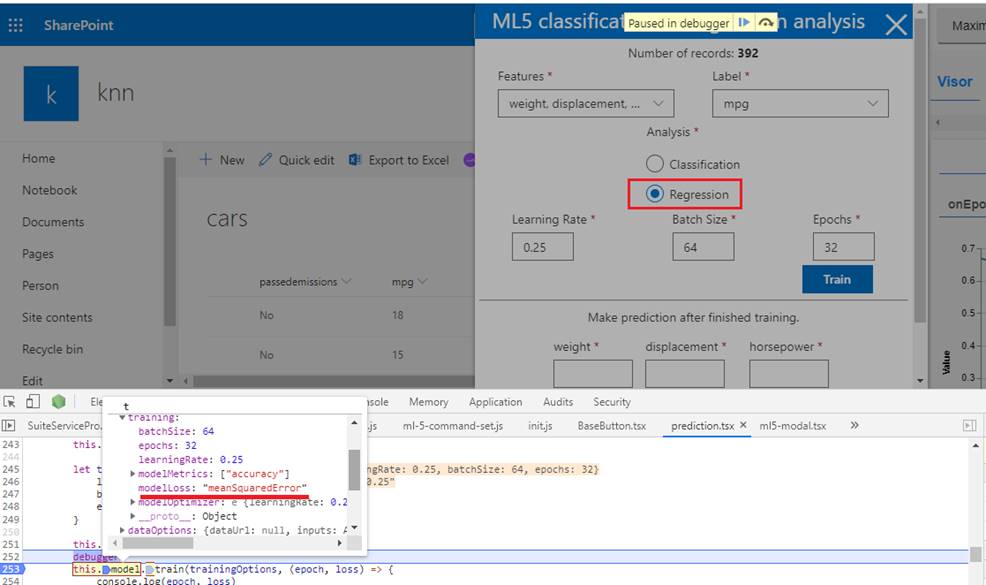 SharePoint
ML5 classificat
Paused in debugger
n analysis
Maxim
Number of records: 392
k
knn
Features *
Label *
Visor
weight, displacement, ...
mpg
Analysis *
Home
Notebook
Documents
Pages
Person
Site contents
Recycle bin
Edit
New
Quick edit
Export to Excel
Classification
Regression
onEpo
cars
Learning Rate *
Batch Size *
Epochs *
0.25
64
32
Train
0.7
0.6
0.5
0.4
0.3
Value
passedemissions
mpg
No
18
No
15
Make prediction after finished training.
weight *
displacement *
horsepower *
Ele
nsole
Memory
Application
Audits
Security
SuiteServicePro.
.js
ml-5-command-set.js
init.js
BaseButton.tsx
prediction.tsx ×
ml5-modal.tsx
»
t
training:
batchSize: 64
epochs: 32
learningRate: 0.25
modelMetrics: ["accuracy"]
modelLoss: "meanSquaredError"
modelOptimizer: e {learningRate: 0.2
__proto__: Object
dataOptions: {dataUrl: null, inputs: A
243 this.
244
245 let t
ngRate: 0.25, batchSize: 64, epochs: 32}
246 l
0.25"
247 b
248 e
249 }
250
251 this.
252 debugger
253 this.model.train(trainingOptions, (epoch, loss) => {
254 console.log(epoch, loss)